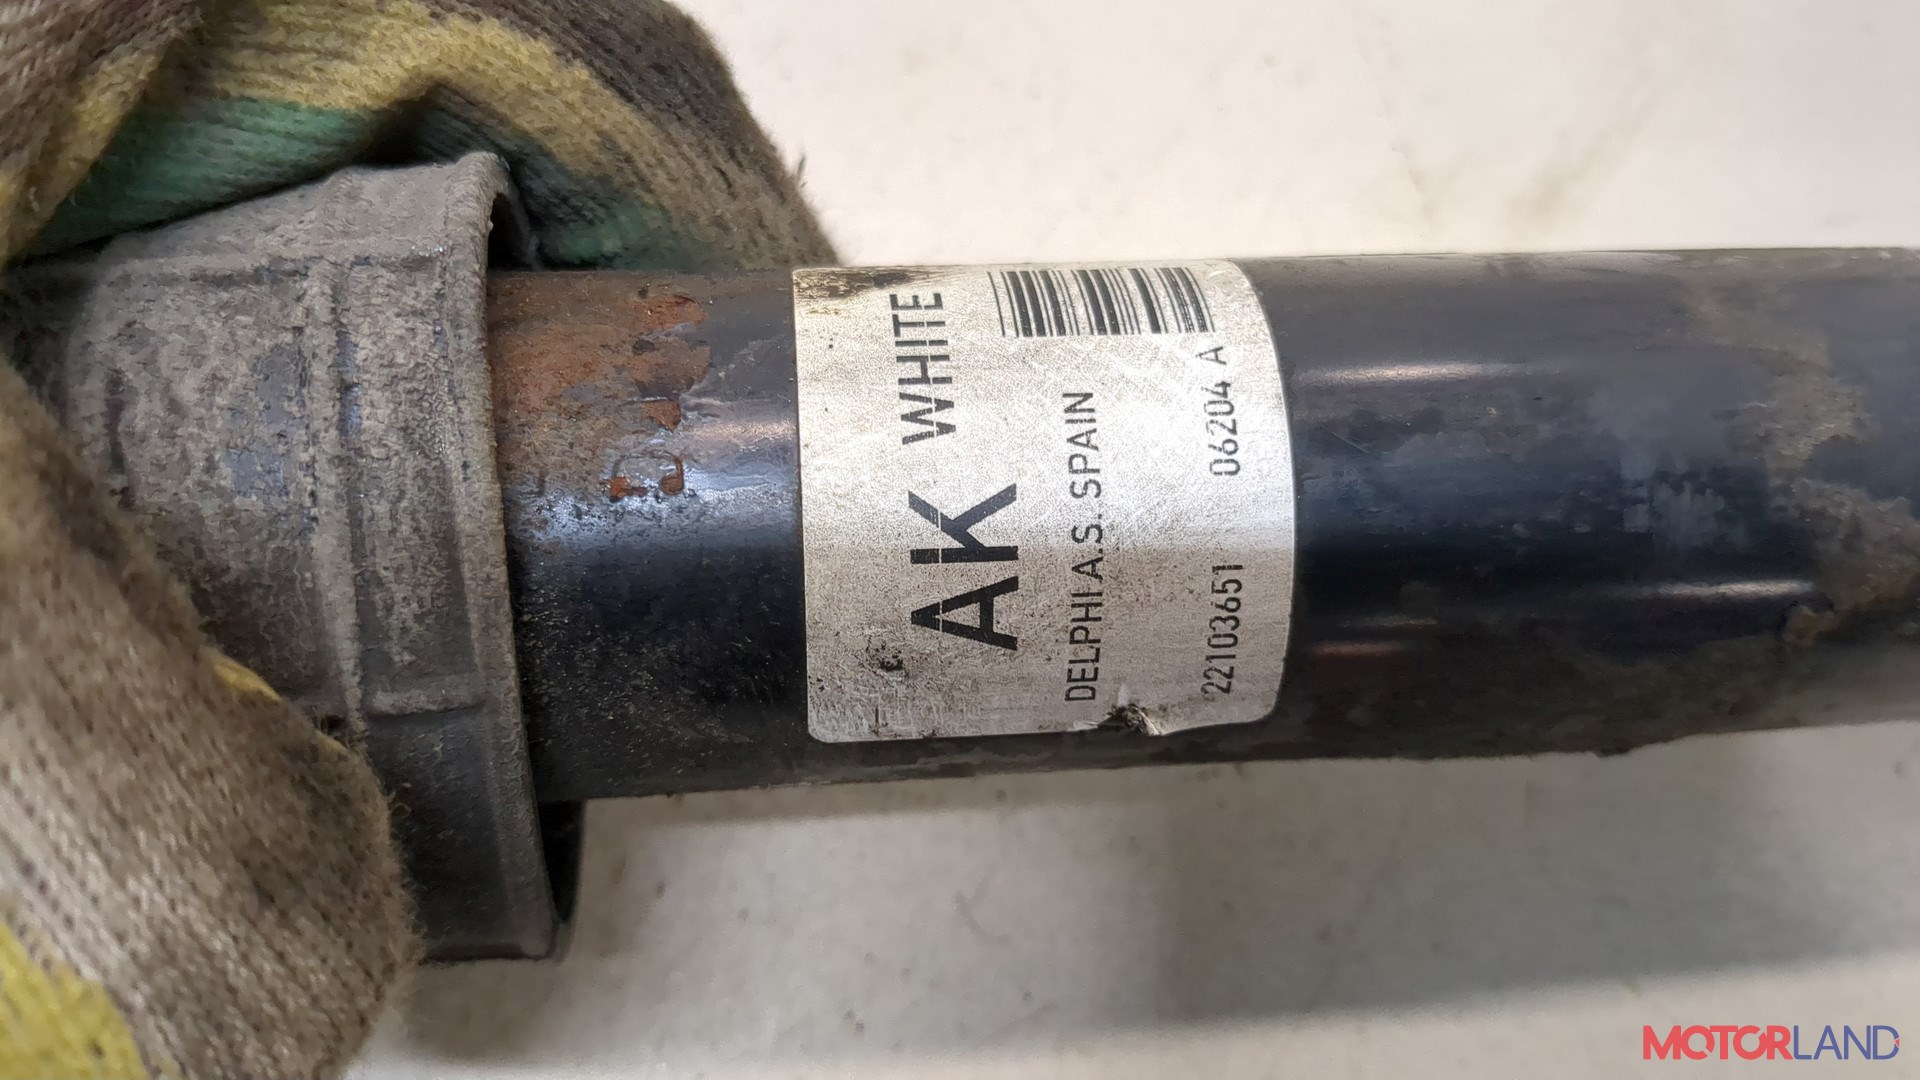 AK WHITE
DELPHI A.S. SPAIN
22103651 06204 A
MOTORLAND